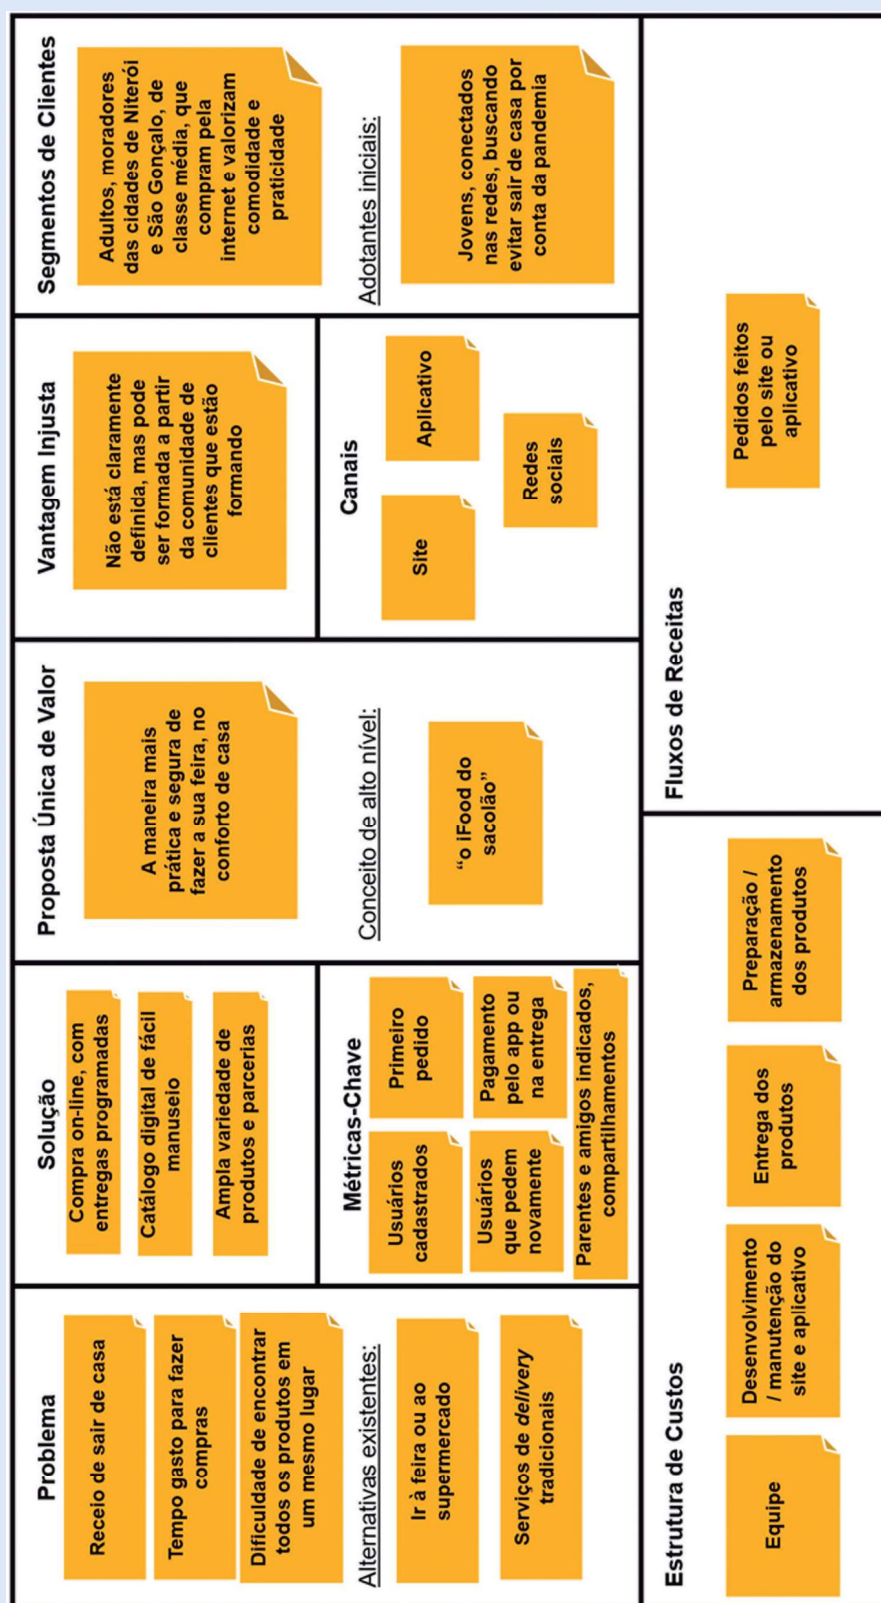 Problema
Receio de sair de casa
Tempo gasto para fazer
compras
Dificuldade de encontrar
todos os produtos em
um mesmo lugar
Alternativas existentes:
Ir à feira ou ao
supermercado
Serviços de delivery
tradicionais
Solução
Compra on-line, com
entregas programadas
Catálogo digital de fácil
manuseio
Ampla variedade de
produtos e parcerias
Métricas-Chave
Usuários
cadastrados
Primeiro
pedido
Usuários
que pedem
novamente
Pagamento
pelo app ou
na entrega
Parentes e amigos indicados,
compartilhamentos
Proposta Única de Valor
A maneira mais
prática e segura de
fazer a sua feira, no
conforto de casa
Conceito de alto nível:
“o iFood do
sacolão”
Vantagem Injusta
Não está claramente
definida, mas pode
ser formada a partir
da comunidade de
clientes que estão
formando
Canais
Site
Aplicativo
Redes
sociais
Segmentos de Clientes
Adultos, moradores
das cidades de Niterói
e São Gonçalo, de
classe média, que
compram pela
internet e valorizam
comodidade e
praticidade
Adotantes iniciais:
Jovens, conectados
nas redes, buscando
evitar sair de casa por
conta da pandemia
Estrutura de Custos
Equipe
Desenvolvimento
/ manutenção do
site e aplicativo
Entrega dos
produtos
Preparação /
armazenamento
dos produtos
Fluxos de Receitas
Pedidos feitos
pelo site ou
aplicativo